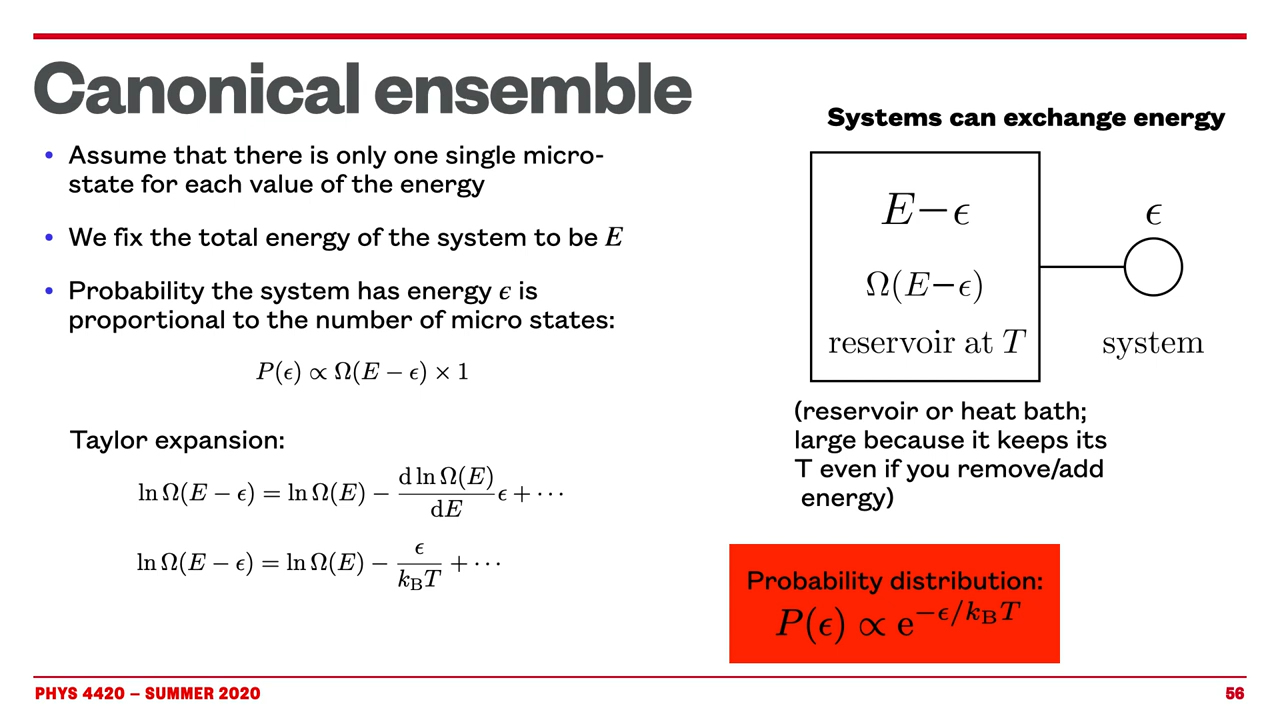 Canonical ensemble
• Assume that there is only one single micro-
state for each value of the energy
• We fix the total energy of the system to be E
• Probability the system has energy ϵ is
proportional to the number of micro states:
P(ϵ) ∝ Ω(E − ϵ) × 1
Taylor expansion:
ln Ω(E − ϵ) = ln Ω(E) − d ln Ω(E)/dE ϵ + ⋯
ln Ω(E − ϵ) = ln Ω(E) − ϵ/k_BT + ⋯
Systems can exchange energy
E−ϵ
Ω(E−ϵ)
reservoir at T
ϵ
system
(reservoir or heat bath;
large because it keeps its
T even if you remove/add
energy)
Probability distribution:
P(ϵ) ∝ e^{−ϵ/k_BT}
PHYS 4420 – SUMMER 2020
56